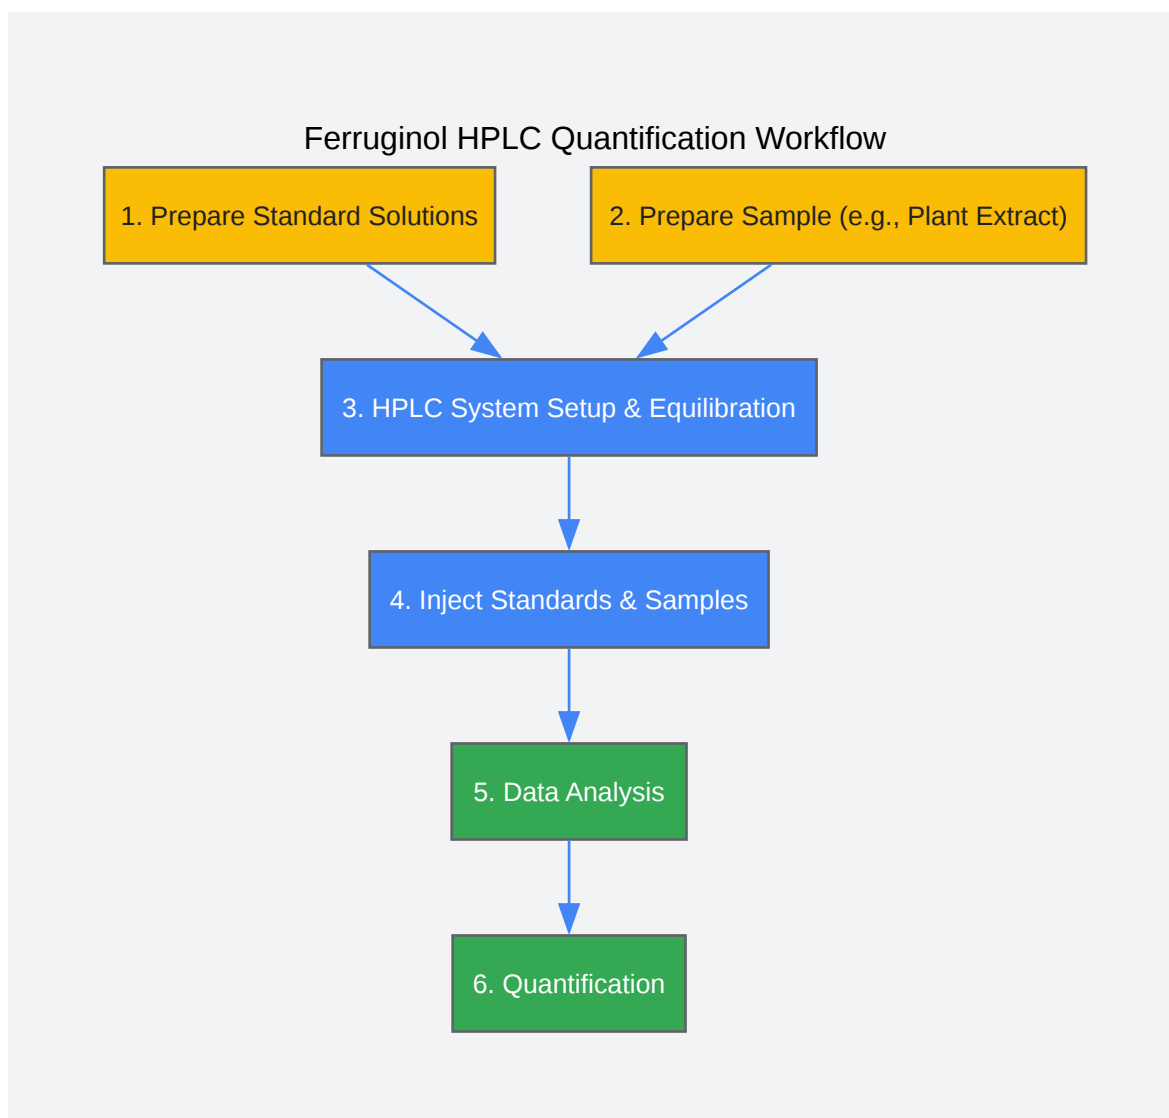 Ferruginol HPLC Quantification Workflow
1. Prepare Standard Solutions
2. Prepare Sample (e.g., Plant Extract)
3. HPLC System Setup & Equilibration
4. Inject Standards & Samples
5. Data Analysis
6. Quantification